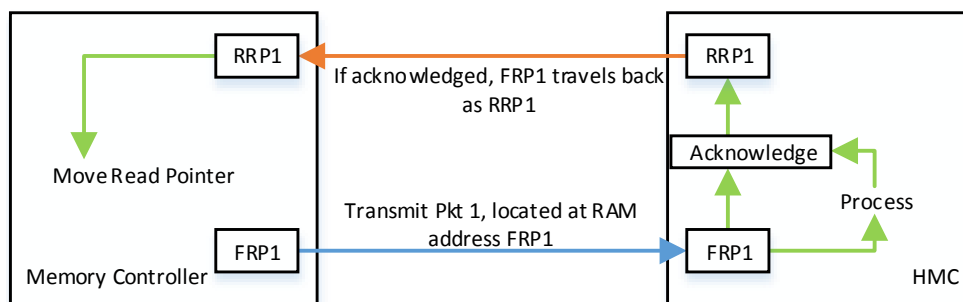 RRP1
RRP1
If acknowledged, FRP1 travels back
as RRP1
Acknowledge
Move Read Pointer
Process
Transmit Pkt 1, located at RAM
address FRP1
FRP1
FRP1
Memory Controller
HMC